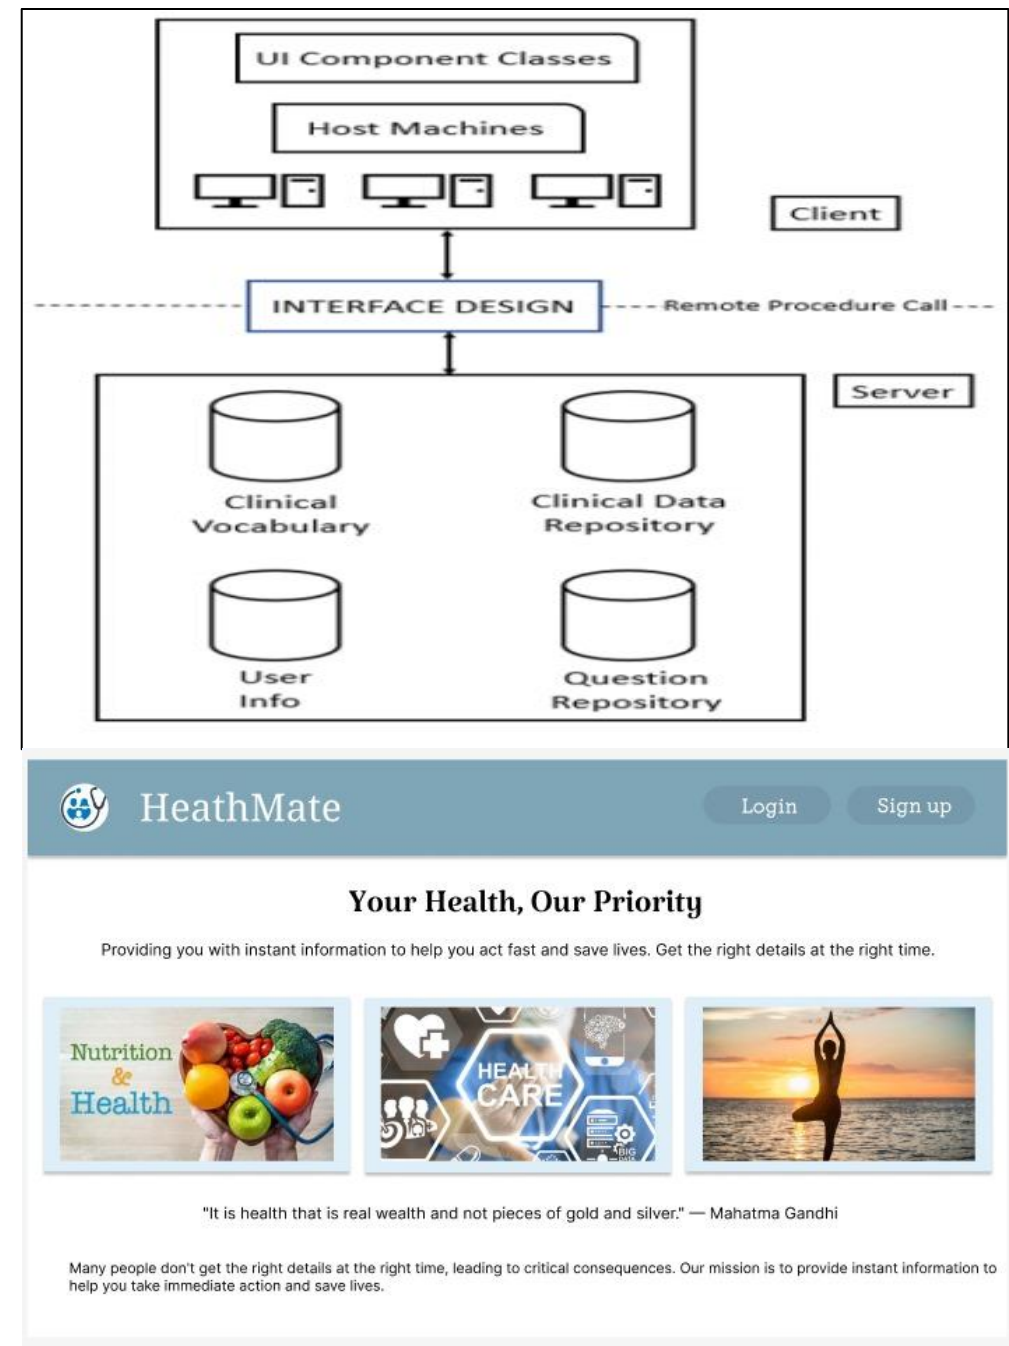 UI Component Classes
Host Machines
Client
INTERFACE DESIGN
Remote Procedure Call
Server
Clinical
Vocabulary
Clinical Data
Repository
User
Info
Question
Repository
HeathMate
Login
Sign up
Your Health, Our Priority
Providing you with instant information to help you act fast and save lives. Get the right details at the right time.
Nutrition
&
Health
HEALTH
CARE
BIG
DATA
"It is health that is real wealth and not pieces of gold and silver." — Mahatma Gandhi
Many people don't get the right details at the right time, leading to critical consequences. Our mission is to provide instant information to
help you take immediate action and save lives.